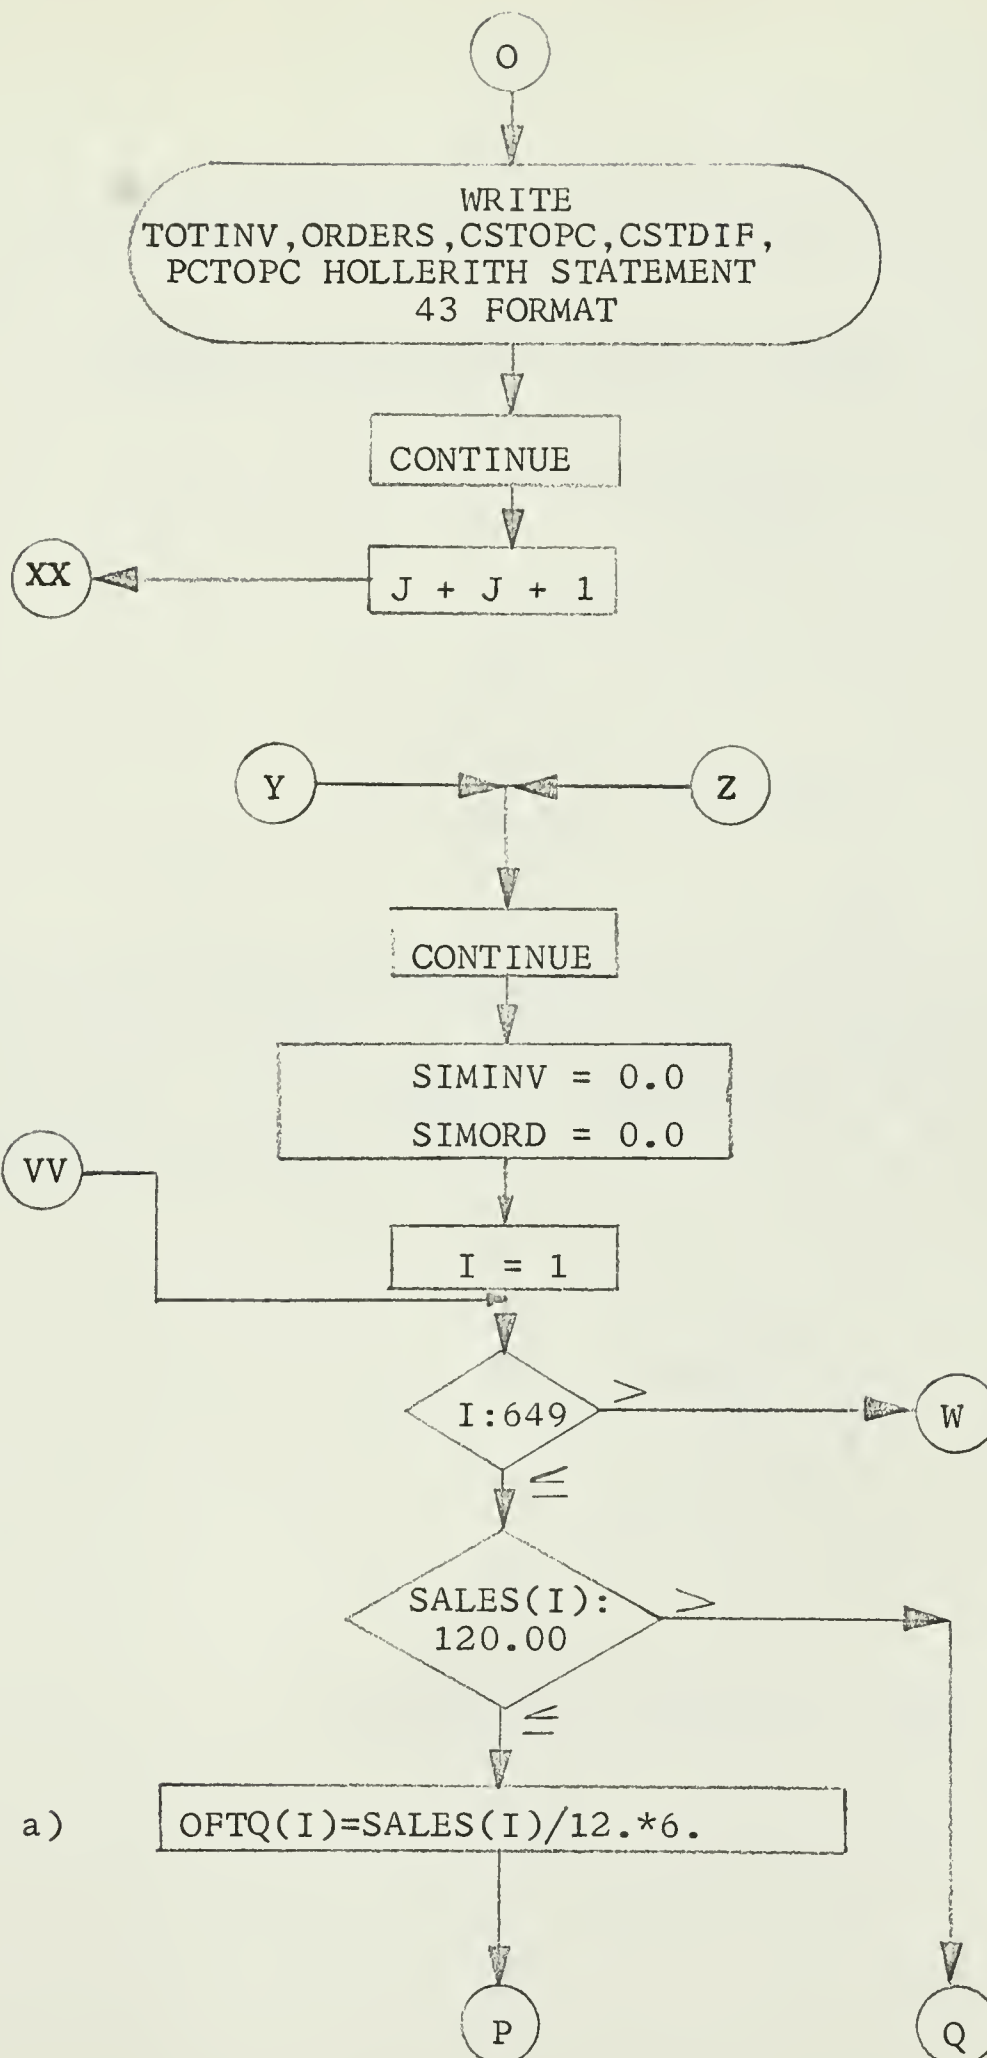 O
WRITE
TOTINV,ORDERS,CSTOPC,CSTDIF,
PCTOPC HOLLERITH STATEMENT
43 FORMAT
CONTINUE
XX
J + J + 1
Y
Z
CONTINUE
SIMINV = 0.0
SIMORD = 0.0
VV
I = 1
I:649
>
W
≤
SALES(I):
120.00
>
≤
a)
OFTQ(I)=SALES(I)/12.*6.
P
Q